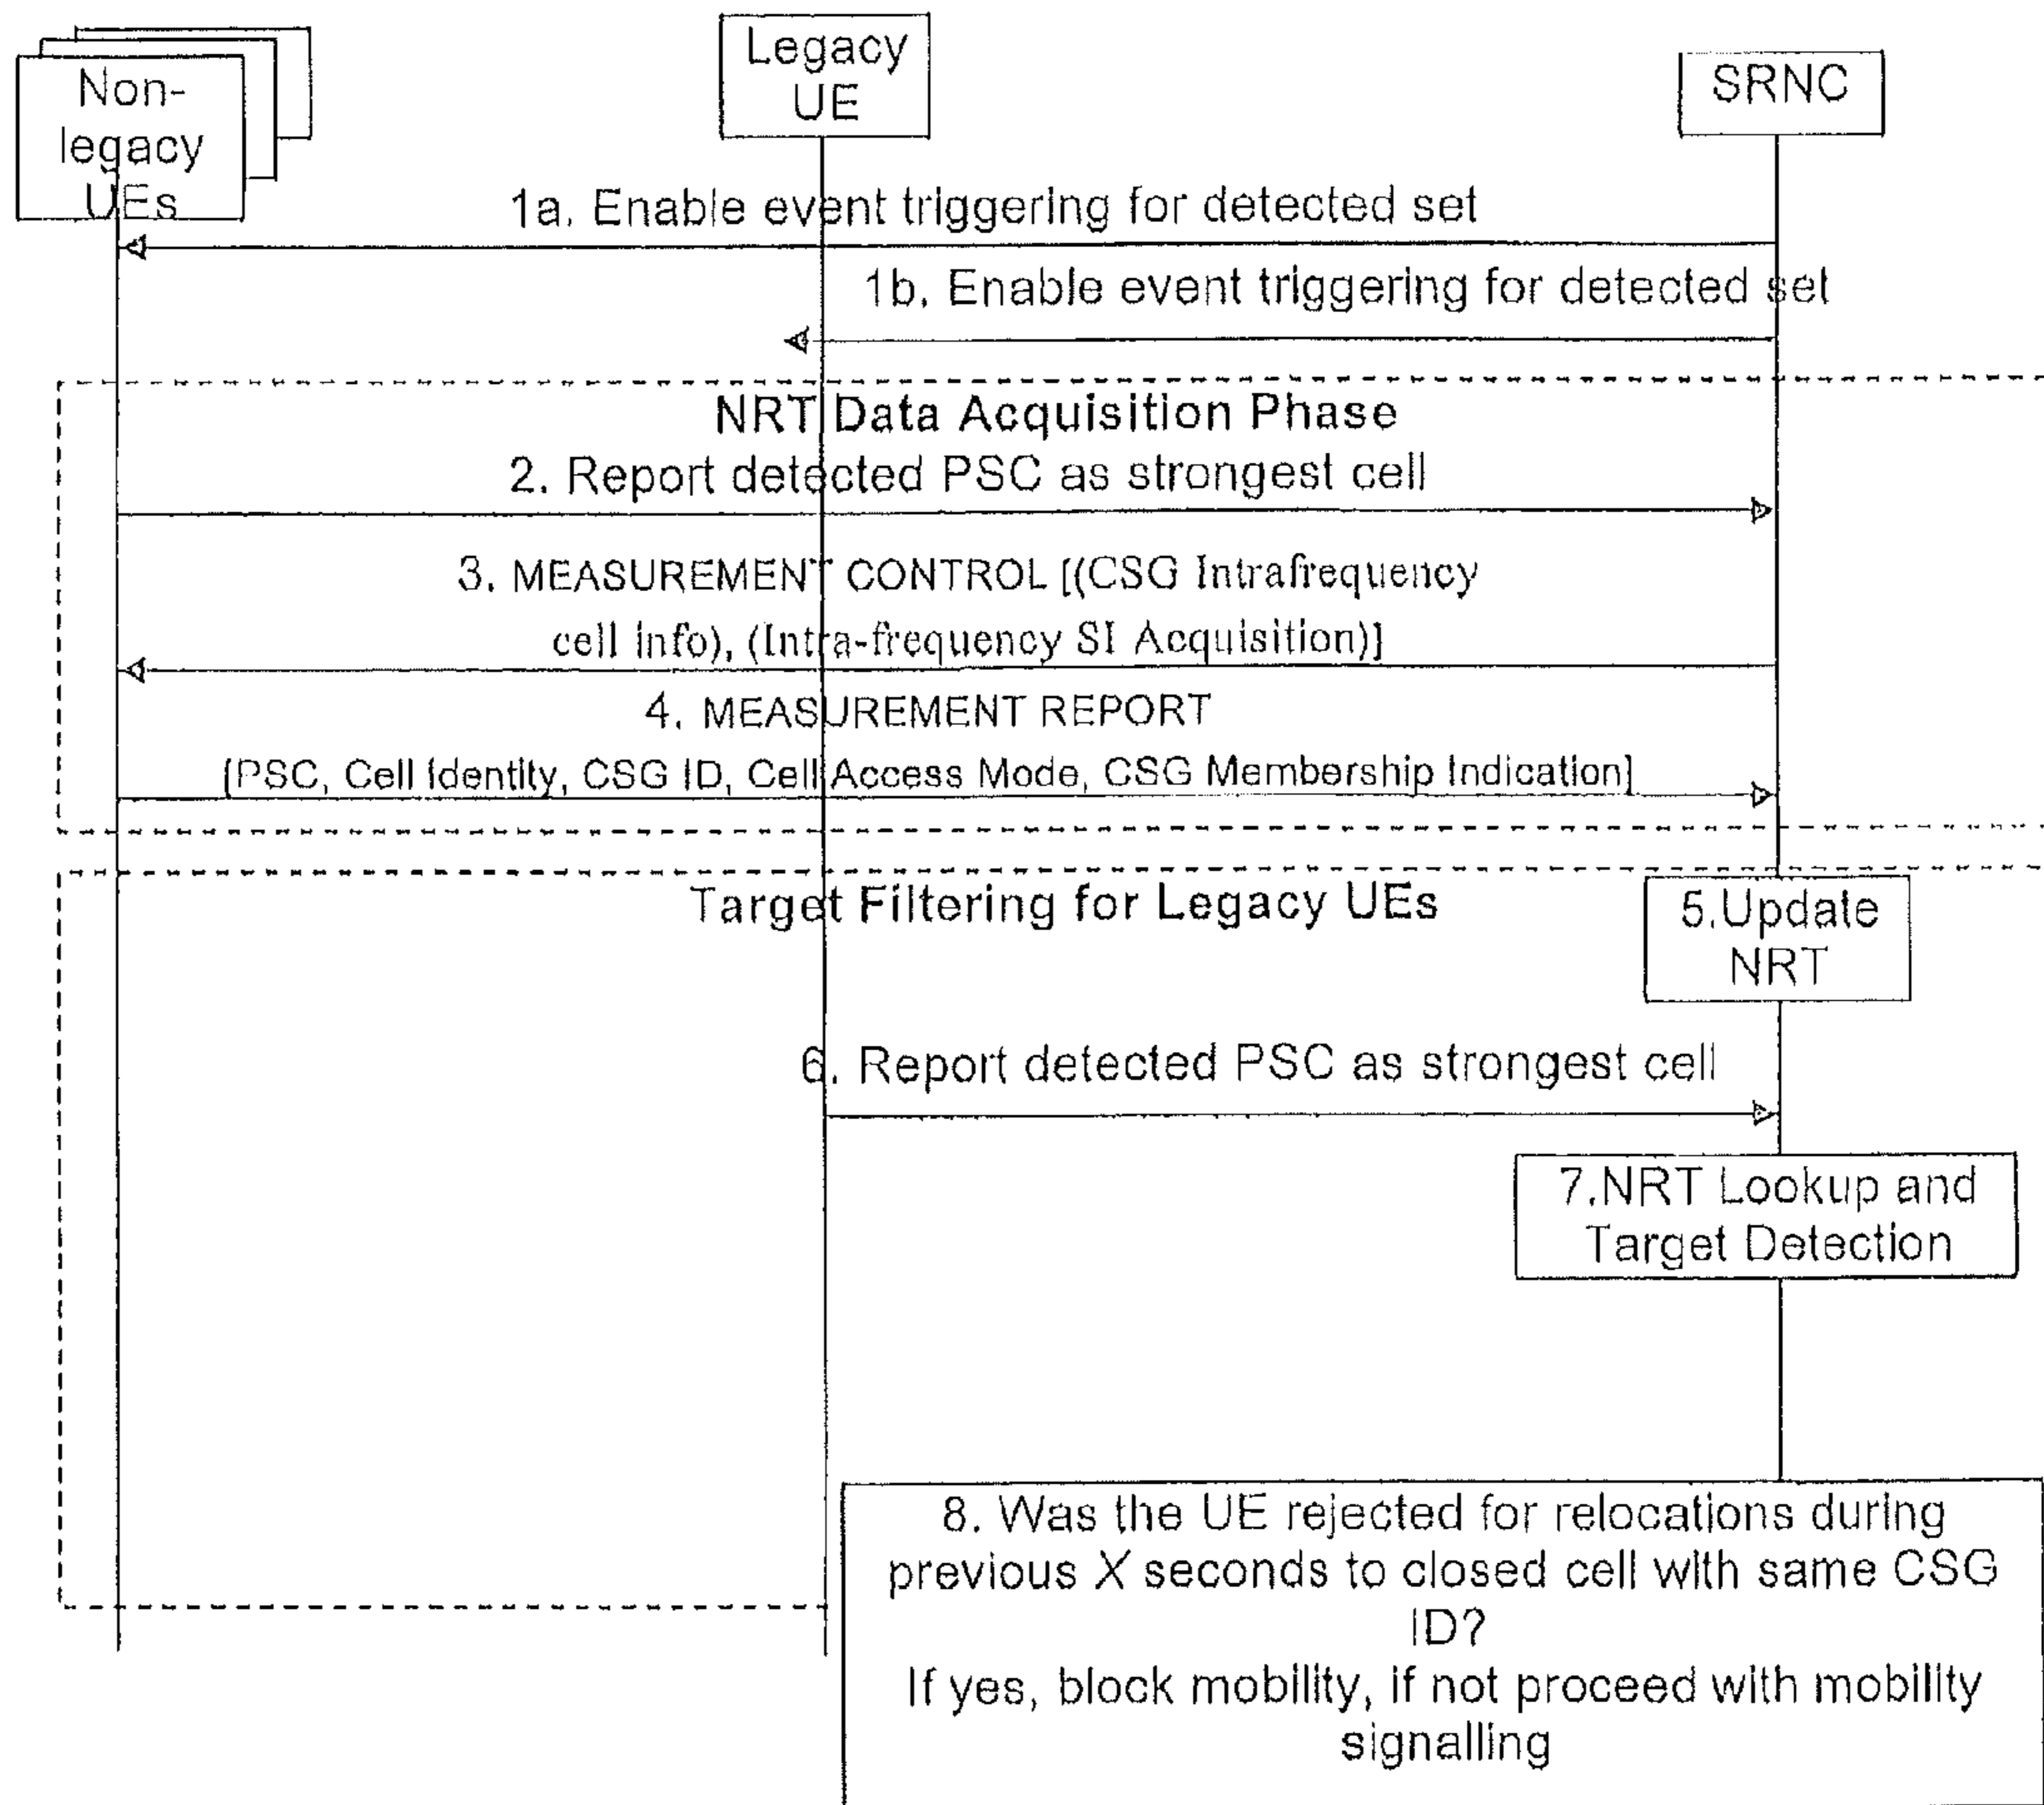 Non-
legacy
UEs
Legacy
UE
SRNC
1a. Enable event triggering for detected set
1b. Enable event triggering for detected set
NRT Data Acquisition Phase
2. Report detected PSC as strongest cell
3. MEASUREMENT CONTROL [(CSG Intrafrequency
cell info), (Intra-frequency SI Acquisition)]
4. MEASUREMENT REPORT
[PSC, Cell Identity, CSG ID, Cell Access Mode, CSG Membership Indication]
Target Filtering for Legacy UEs
5.Update
NRT
6. Report detected PSC as strongest cell
7.NRT Lookup and
Target Detection
8. Was the UE rejected for relocations during
previous X seconds to closed cell with same CSG
ID?
If yes, block mobility, if not proceed with mobility
signalling